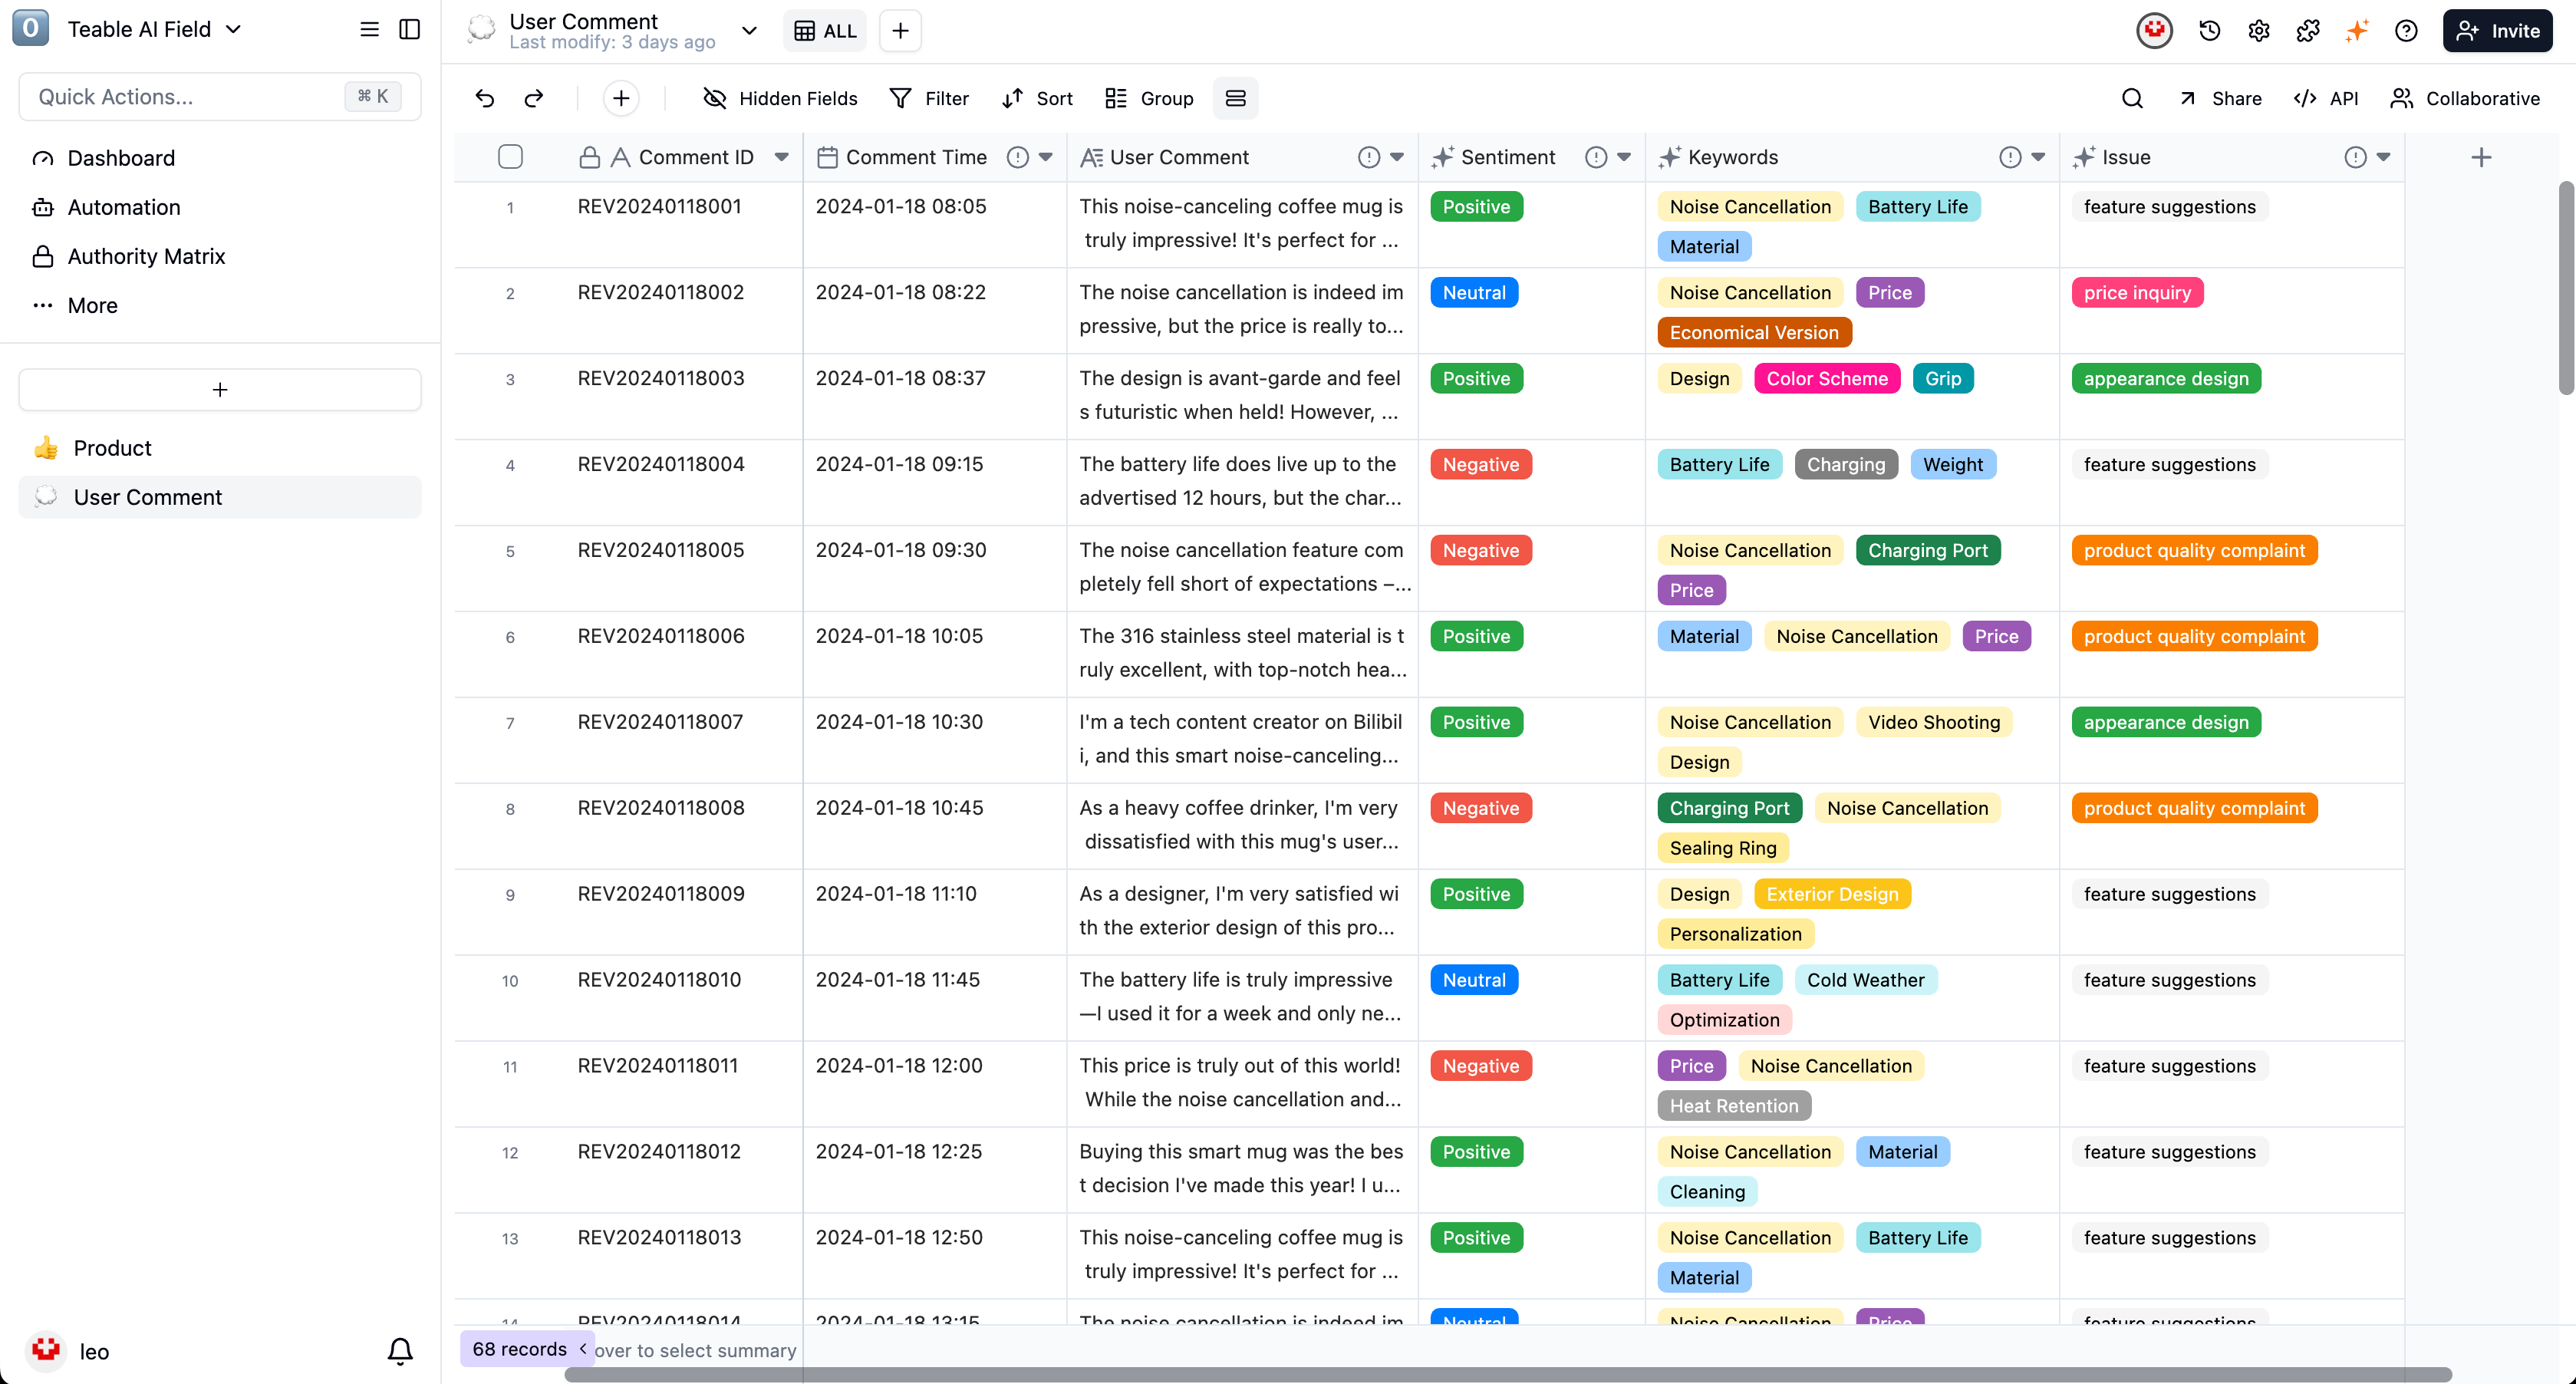 Teable AI Field
Quick Actions...
⌘ K
Dashboard
Automation
Authority Matrix
More
Product
User Comment
leo
User Comment
Last modify: 3 days ago
ALL
Invite
Hidden Fields
Filter
Sort
Group
Share
API
Collaborative
Comment ID
Comment Time
User Comment
Sentiment
Keywords
Issue
1 REV20240118001 2024-01-18 08:05 This noise-canceling coffee mug is Positive Noise Cancellation Battery Life feature suggestions
truly impressive! It's perfect for ... Material
2 REV20240118002 2024-01-18 08:22 The noise cancellation is indeed im Neutral Noise Cancellation Price price inquiry
pressive, but the price is really to... Economical Version
3 REV20240118003 2024-01-18 08:37 The design is avant-garde and feel Positive Design Color Scheme Grip appearance design
s futuristic when held! However, ...
4 REV20240118004 2024-01-18 09:15 The battery life does live up to the Negative Battery Life Charging Weight feature suggestions
advertised 12 hours, but the char...
5 REV20240118005 2024-01-18 09:30 The noise cancellation feature com Negative Noise Cancellation Charging Port product quality complaint
pletely fell short of expectations –... Price
6 REV20240118006 2024-01-18 10:05 The 316 stainless steel material is t Positive Material Noise Cancellation Price product quality complaint
ruly excellent, with top-notch hea...
7 REV20240118007 2024-01-18 10:30 I'm a tech content creator on Bilibil Positive Noise Cancellation Video Shooting appearance design
i, and this smart noise-canceling... Design
8 REV20240118008 2024-01-18 10:45 As a heavy coffee drinker, I'm very Negative Charging Port Noise Cancellation product quality complaint
dissatisfied with this mug's user... Sealing Ring
9 REV20240118009 2024-01-18 11:10 As a designer, I'm very satisfied wi Positive Design Exterior Design feature suggestions
th the exterior design of this pro... Personalization
10 REV20240118010 2024-01-18 11:45 The battery life is truly impressive Neutral Battery Life Cold Weather feature suggestions
—I used it for a week and only ne... Optimization
11 REV20240118011 2024-01-18 12:00 This price is truly out of this world! Negative Price Noise Cancellation feature suggestions
While the noise cancellation and... Heat Retention
12 REV20240118012 2024-01-18 12:25 Buying this smart mug was the bes Positive Noise Cancellation Material feature suggestions
t decision I've made this year! I u... Cleaning
13 REV20240118013 2024-01-18 12:50 This noise-canceling coffee mug is Positive Noise Cancellation Battery Life feature suggestions
truly impressive! It's perfect for ... Material
14 REV20240118014 2024-01-18 13:15 The noise cancellation is indeed im Neutral Noise Cancellation Price feature suggestions
68 records over to select summary